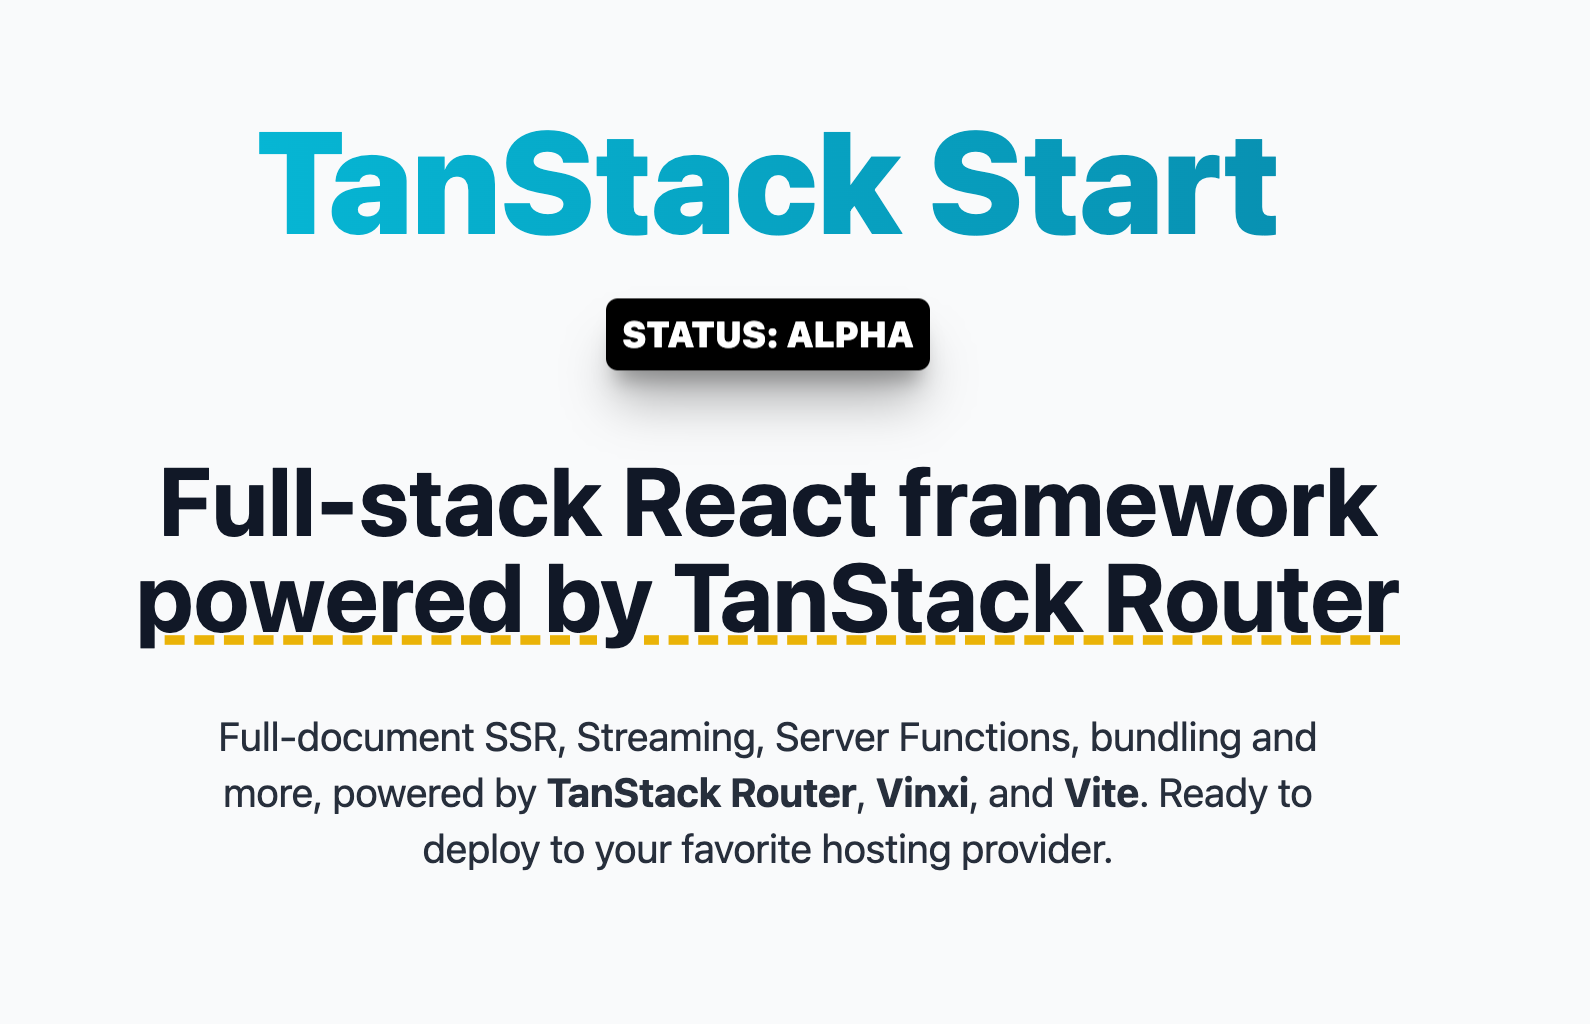 TanStack Start
STATUS: ALPHA
Full-stack React framework
powered by TanStack Router
Full-document SSR, Streaming, Server Functions, bundling and
more, powered by TanStack Router, Vinxi, and Vite. Ready to
deploy to your favorite hosting provider.